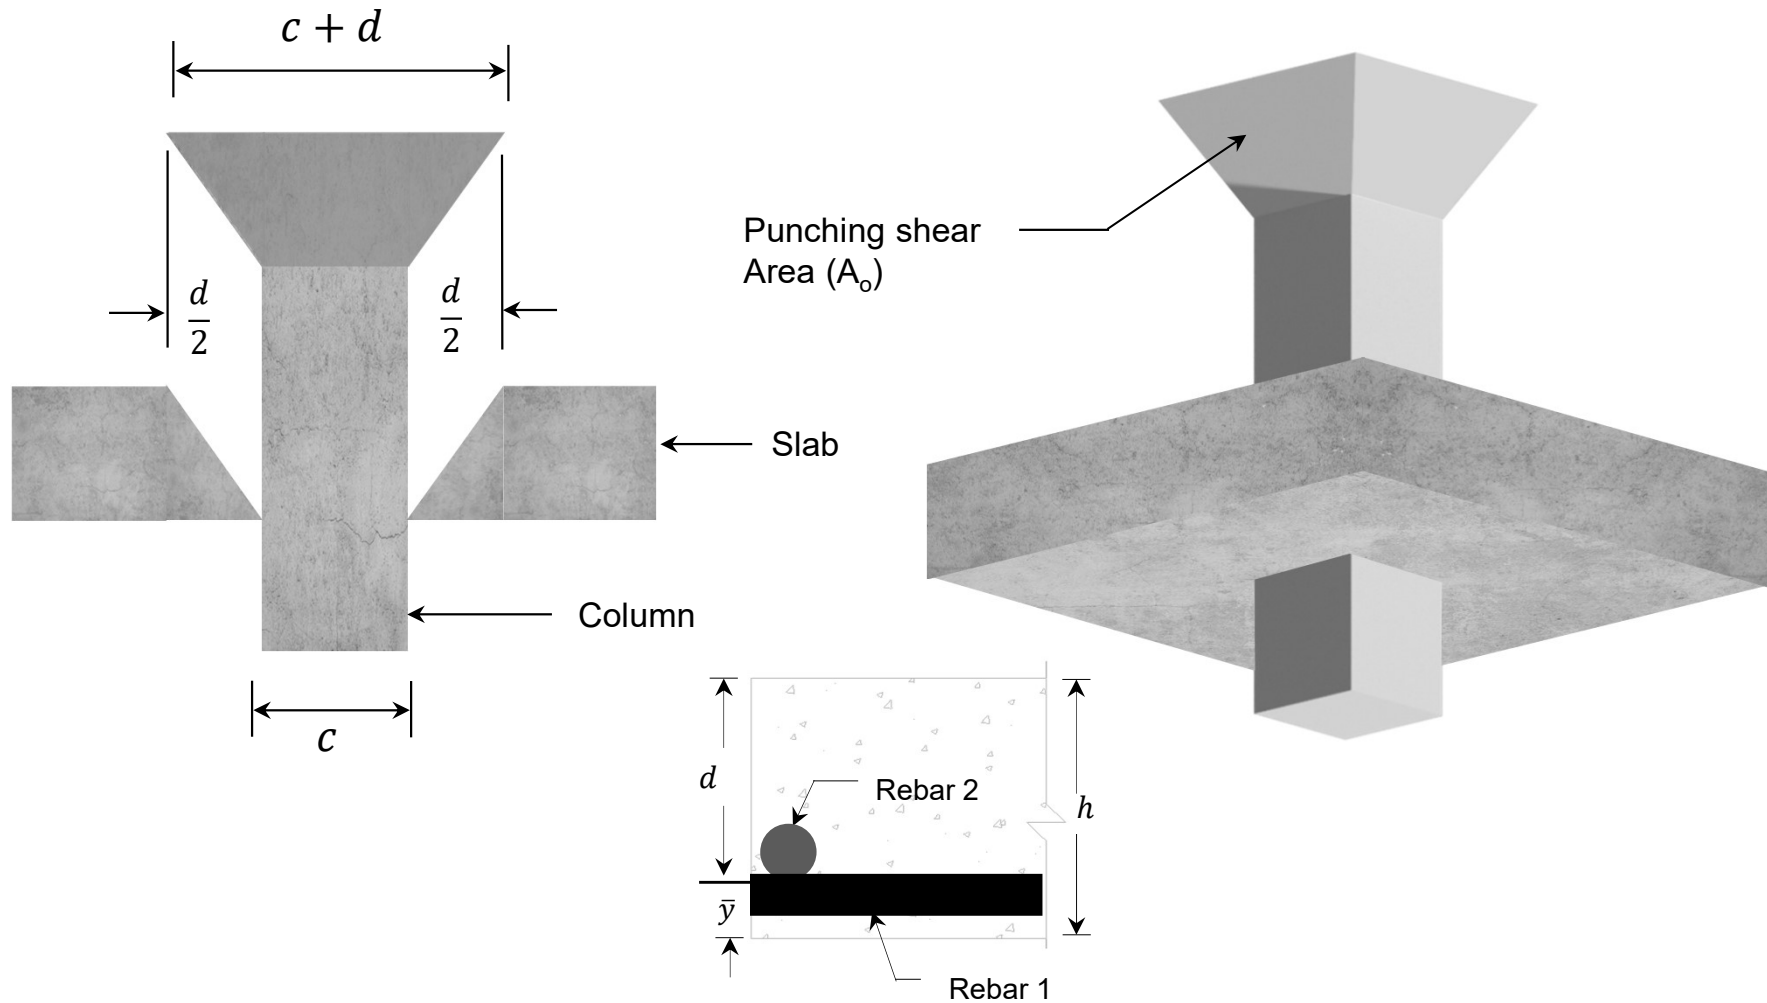 c + d
d
2
d
2
Slab
Column
c
Punching shear
Area (Aₒ)
d
Rebar 2
h
ȳ
Rebar 1